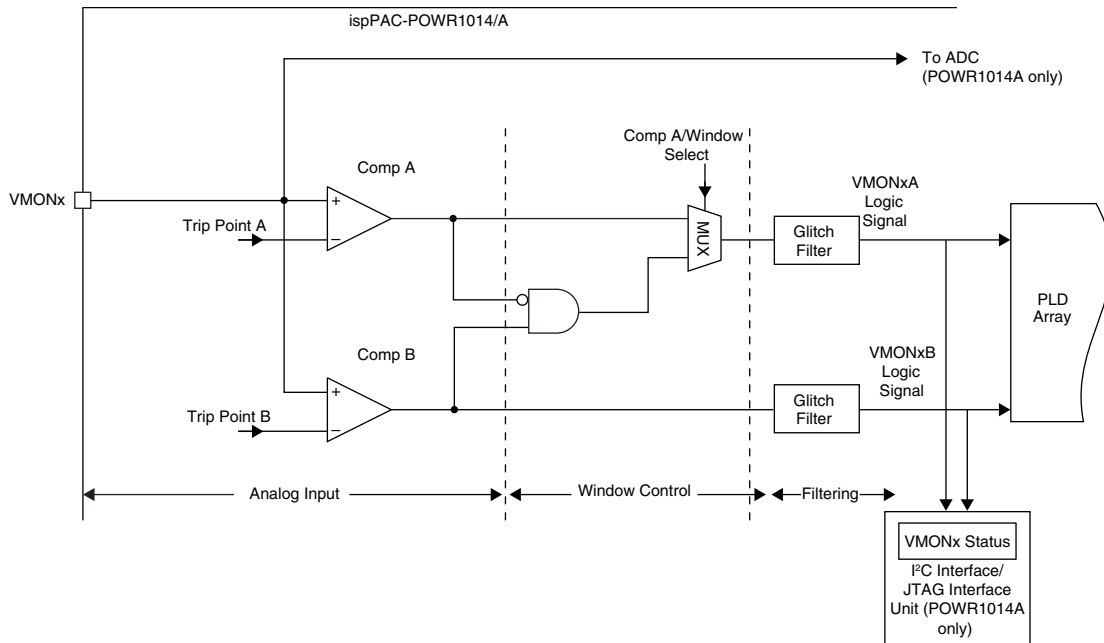 ispPAC-POWR1014/A
To ADC
(POWR1014A only)
Comp A/Window
Select
Comp A
VMONxA
Logic
Signal
VMONx
+
–
Trip Point A
MUX
Glitch
Filter
PLD
Array
Comp B
VMONxB
Logic
Signal
+
–
Trip Point B
Glitch
Filter
Analog Input
Window Control
Filtering
VMONx Status
I²C Interface/
JTAG Interface
Unit (POWR1014A
only)